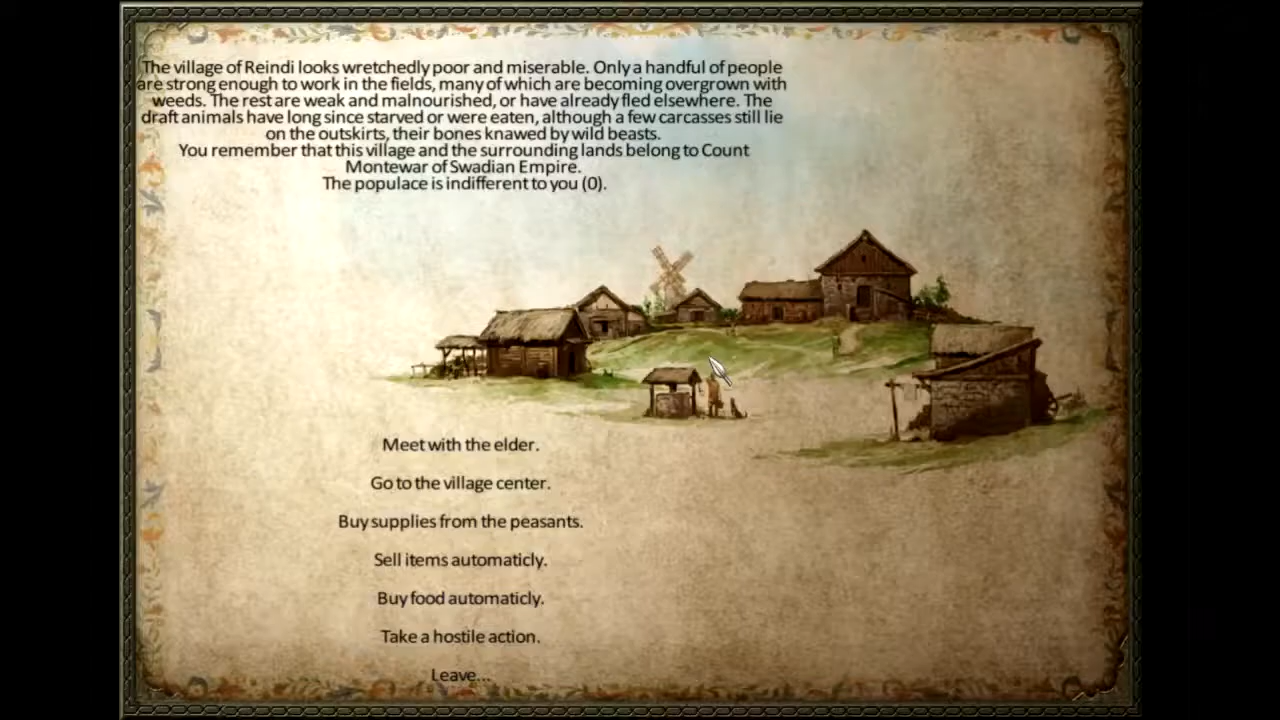 The village of Reindi looks wretchedly poor and miserable. Only a handful of people
are strong enough to work in the fields, many of which are becoming overgrown with
weeds. The rest are weak and malnourished, or have already fled elsewhere. The
draft animals have long since starved or were eaten, although a few carcasses still lie
on the outskirts, their bones knawed by wild beasts.
You remember that this village and the surrounding lands belong to Count
Montewar of Swadian Empire.
The populace is indifferent to you (0).
Meet with the elder.
Go to the village center.
Buy supplies from the peasants.
Sell items automaticly.
Buy food automaticly.
Take a hostile action.
Leave...